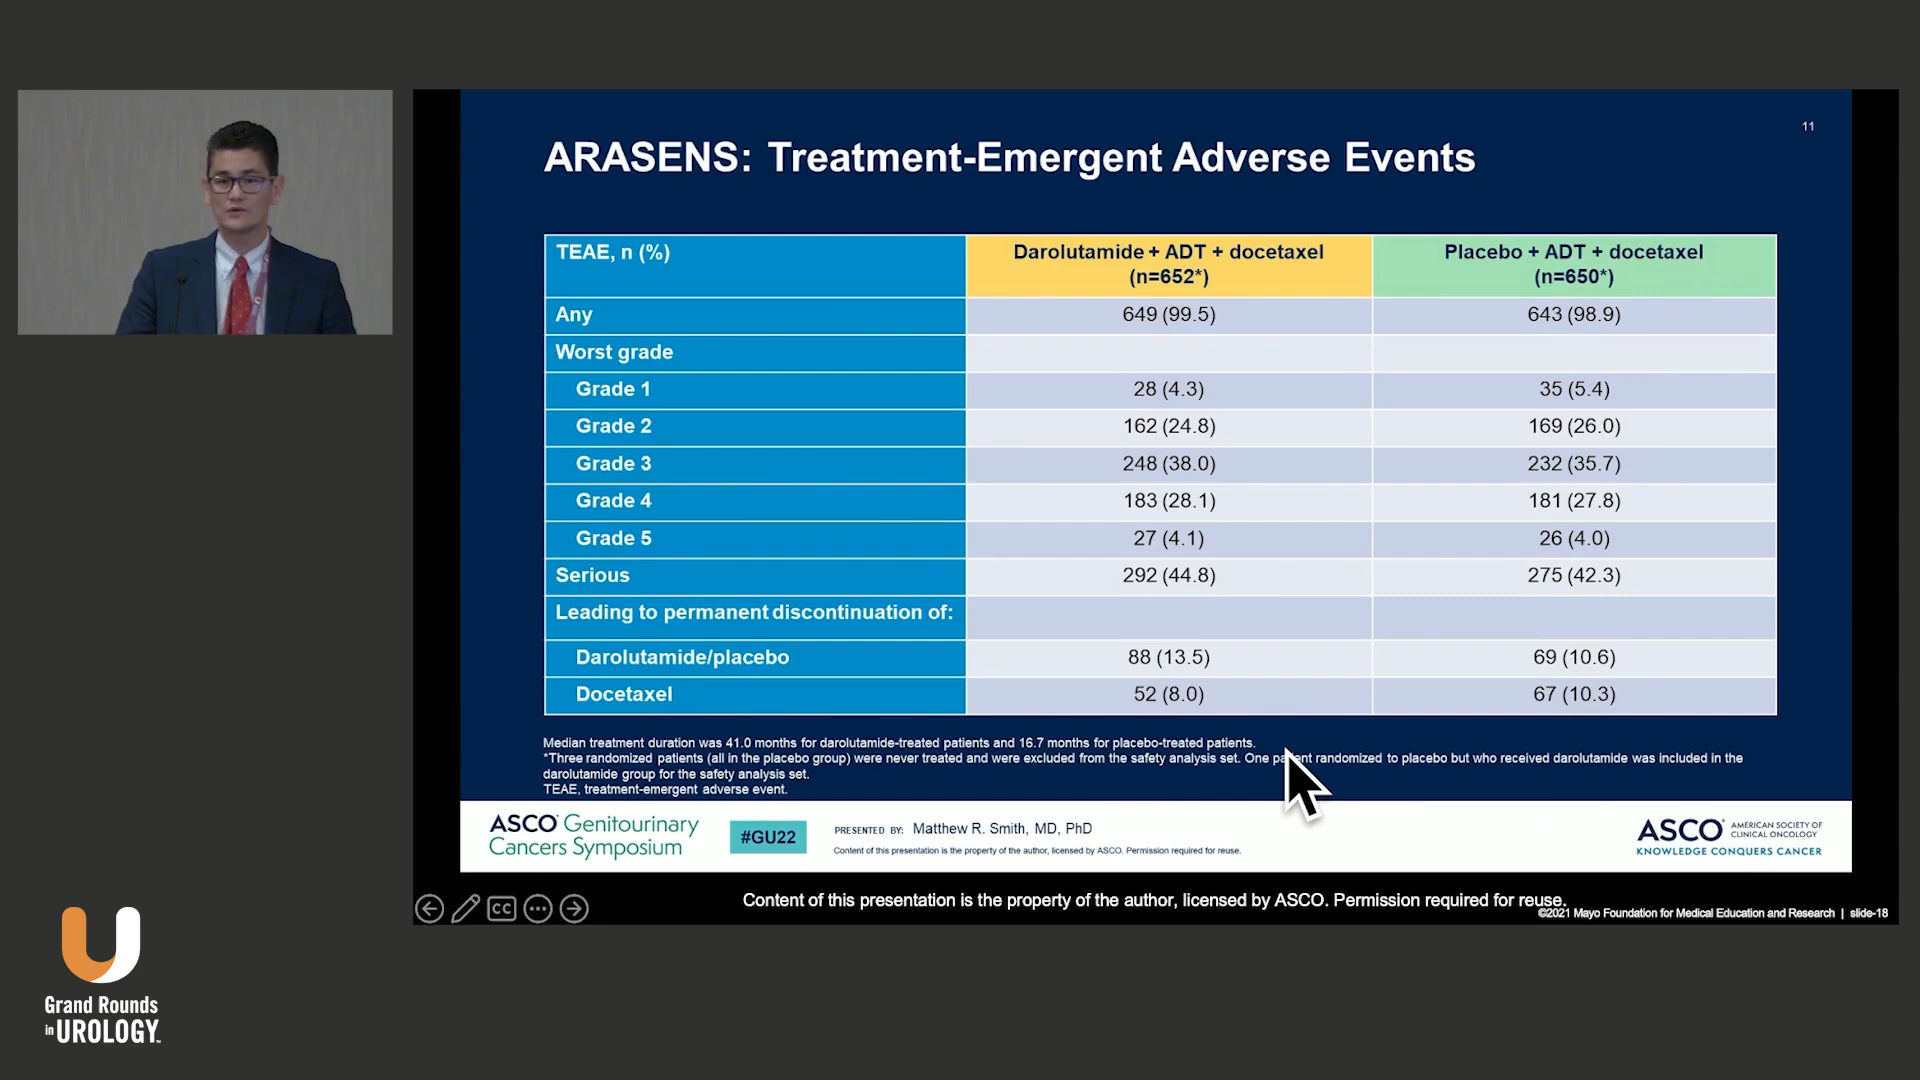 11
ARASENS: Treatment-Emergent Adverse Events
TEAE, n (%) Darolutamide + ADT + docetaxel (n=652*) Placebo + ADT + docetaxel (n=650*)
Any 649 (99.5) 643 (98.9)
Worst grade
Grade 1 28 (4.3) 35 (5.4)
Grade 2 162 (24.8) 169 (26.0)
Grade 3 248 (38.0) 232 (35.7)
Grade 4 183 (28.1) 181 (27.8)
Grade 5 27 (4.1) 26 (4.0)
Serious 292 (44.8) 275 (42.3)
Leading to permanent discontinuation of:
Darolutamide/placebo 88 (13.5) 69 (10.6)
Docetaxel 52 (8.0) 67 (10.3)
Median treatment duration was 41.0 months for darolutamide-treated patients and 16.7 months for placebo-treated patients.
*Three randomized patients (all in the placebo group) were never treated and were excluded from the safety analysis set. One patient randomized to placebo but who received darolutamide was included in the
darolutamide group for the safety analysis set.
TEAE, treatment-emergent adverse event.
ASCO Genitourinary
Cancers Symposium
#GU22
PRESENTED BY: Matthew R. Smith, MD, PhD
Content of this presentation is the property of the author, licensed by ASCO. Permission required for reuse.
ASCO AMERICAN SOCIETY OF
CLINICAL ONCOLOGY
KNOWLEDGE CONQUERS CANCER
CC
Content of this presentation is the property of the author, licensed by ASCO. Permission required for reuse.
©2021 Mayo Foundation for Medical Education and Research | slide-18
Grand Rounds
in UROLOGY™